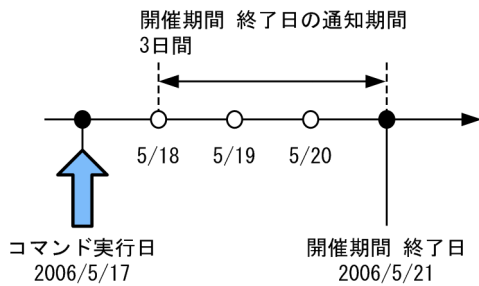 開催期間 終了日の通知期間
3日間
5/18
5/19
5/20
コマンド実行日
2006/5/17
開催期間 終了日
2006/5/21